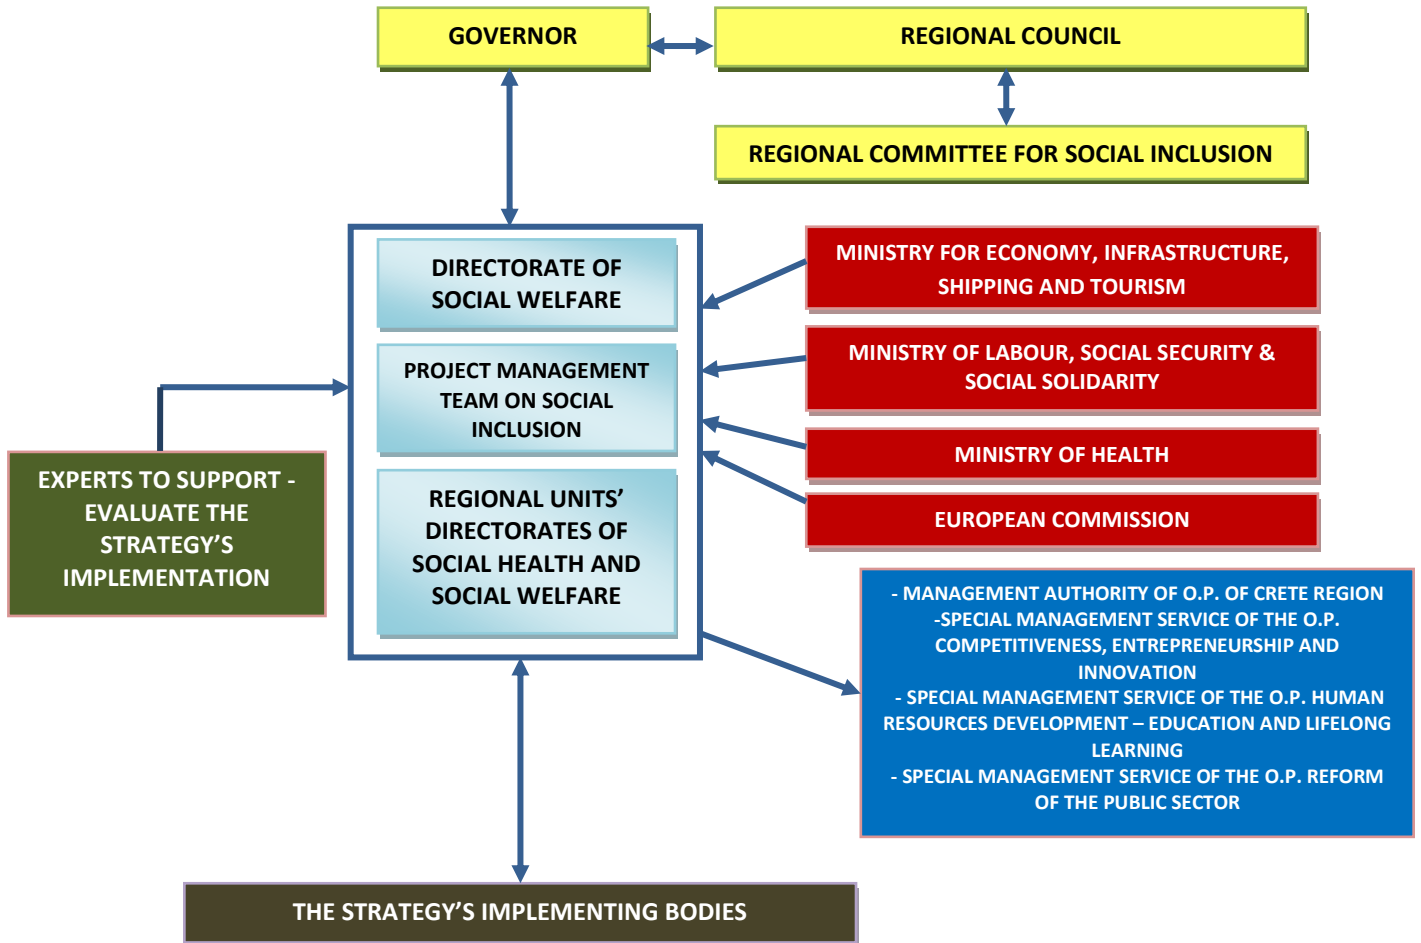 GOVERNOR
REGIONAL COUNCIL
REGIONAL COMMITTEE FOR SOCIAL INCLUSION
DIRECTORATE OF
SOCIAL WELFARE
PROJECT MANAGEMENT
TEAM ON SOCIAL
INCLUSION
REGIONAL UNITS’
DIRECTORATES OF
SOCIAL HEALTH AND
SOCIAL WELFARE
MINISTRY FOR ECONOMY, INFRASTRUCTURE,
SHIPPING AND TOURISM
MINISTRY OF LABOUR, SOCIAL SECURITY &
SOCIAL SOLIDARITY
MINISTRY OF HEALTH
EUROPEAN COMMISSION
EXPERTS TO SUPPORT -
EVALUATE THE
STRATEGY’S
IMPLEMENTATION
- MANAGEMENT AUTHORITY OF O.P. OF CRETE REGION
-SPECIAL MANAGEMENT SERVICE OF THE O.P.
COMPETITIVENESS, ENTREPRENEURSHIP AND
INNOVATION
- SPECIAL MANAGEMENT SERVICE OF THE O.P. HUMAN
RESOURCES DEVELOPMENT – EDUCATION AND LIFELONG
LEARNING
- SPECIAL MANAGEMENT SERVICE OF THE O.P. REFORM
OF THE PUBLIC SECTOR
THE STRATEGY’S IMPLEMENTING BODIES